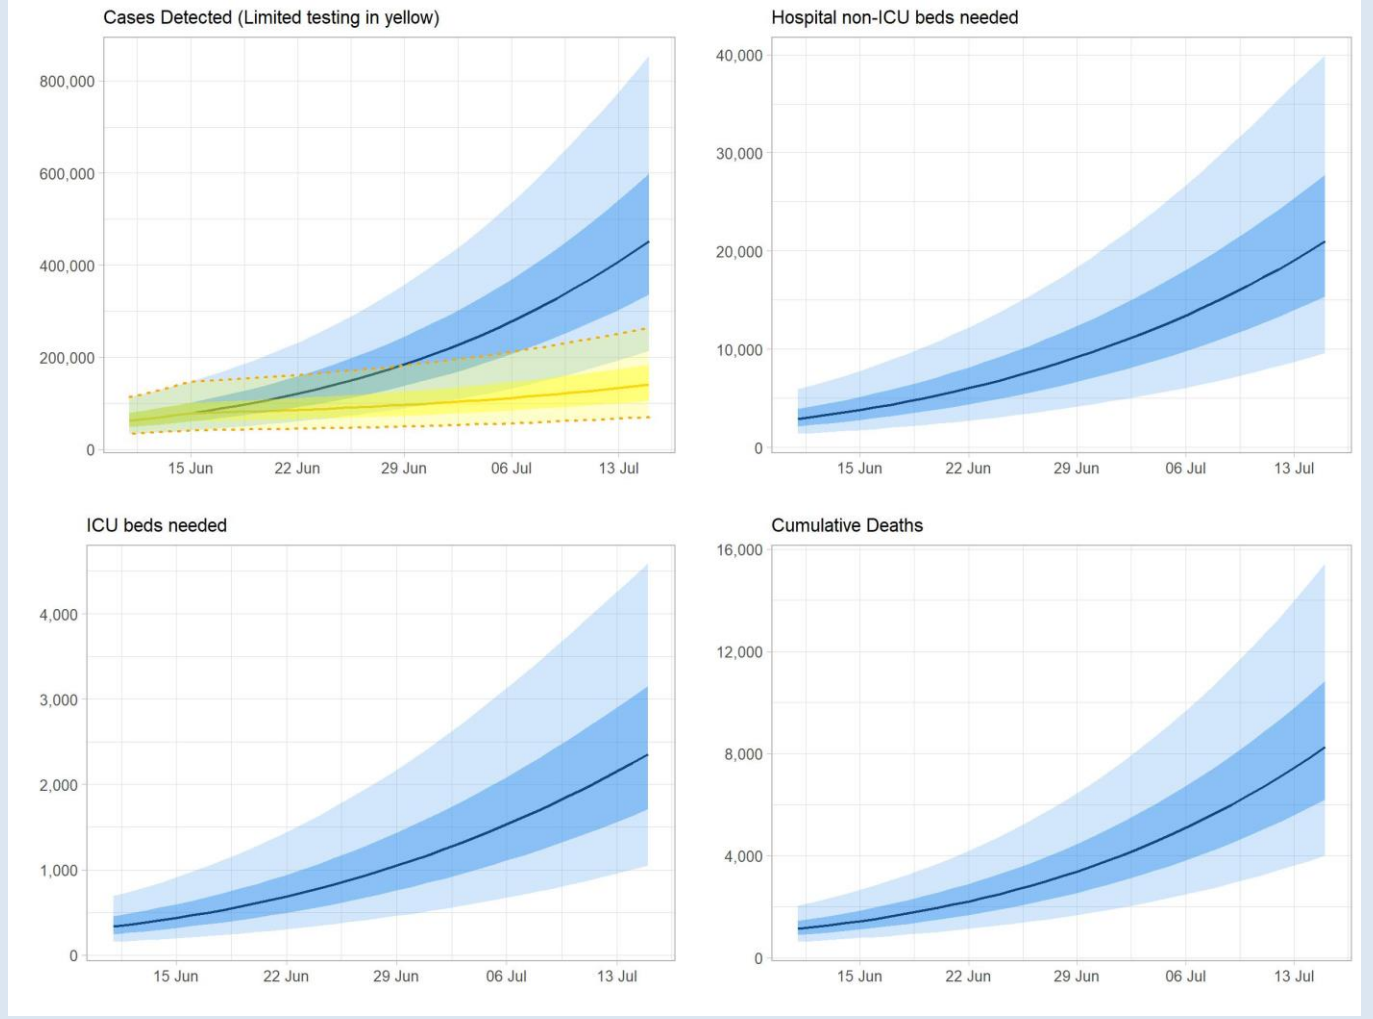 Cases Detected (Limited testing in yellow)
800,000
600,000
400,000
200,000
0
15 Jun 22 Jun 29 Jun 06 Jul 13 Jul
Hospital non-ICU beds needed
40,000
30,000
20,000
10,000
0
15 Jun 22 Jun 29 Jun 06 Jul 13 Jul
ICU beds needed
4,000
3,000
2,000
1,000
0
15 Jun 22 Jun 29 Jun 06 Jul 13 Jul
Cumulative Deaths
16,000
12,000
8,000
4,000
0
15 Jun 22 Jun 29 Jun 06 Jul 13 Jul